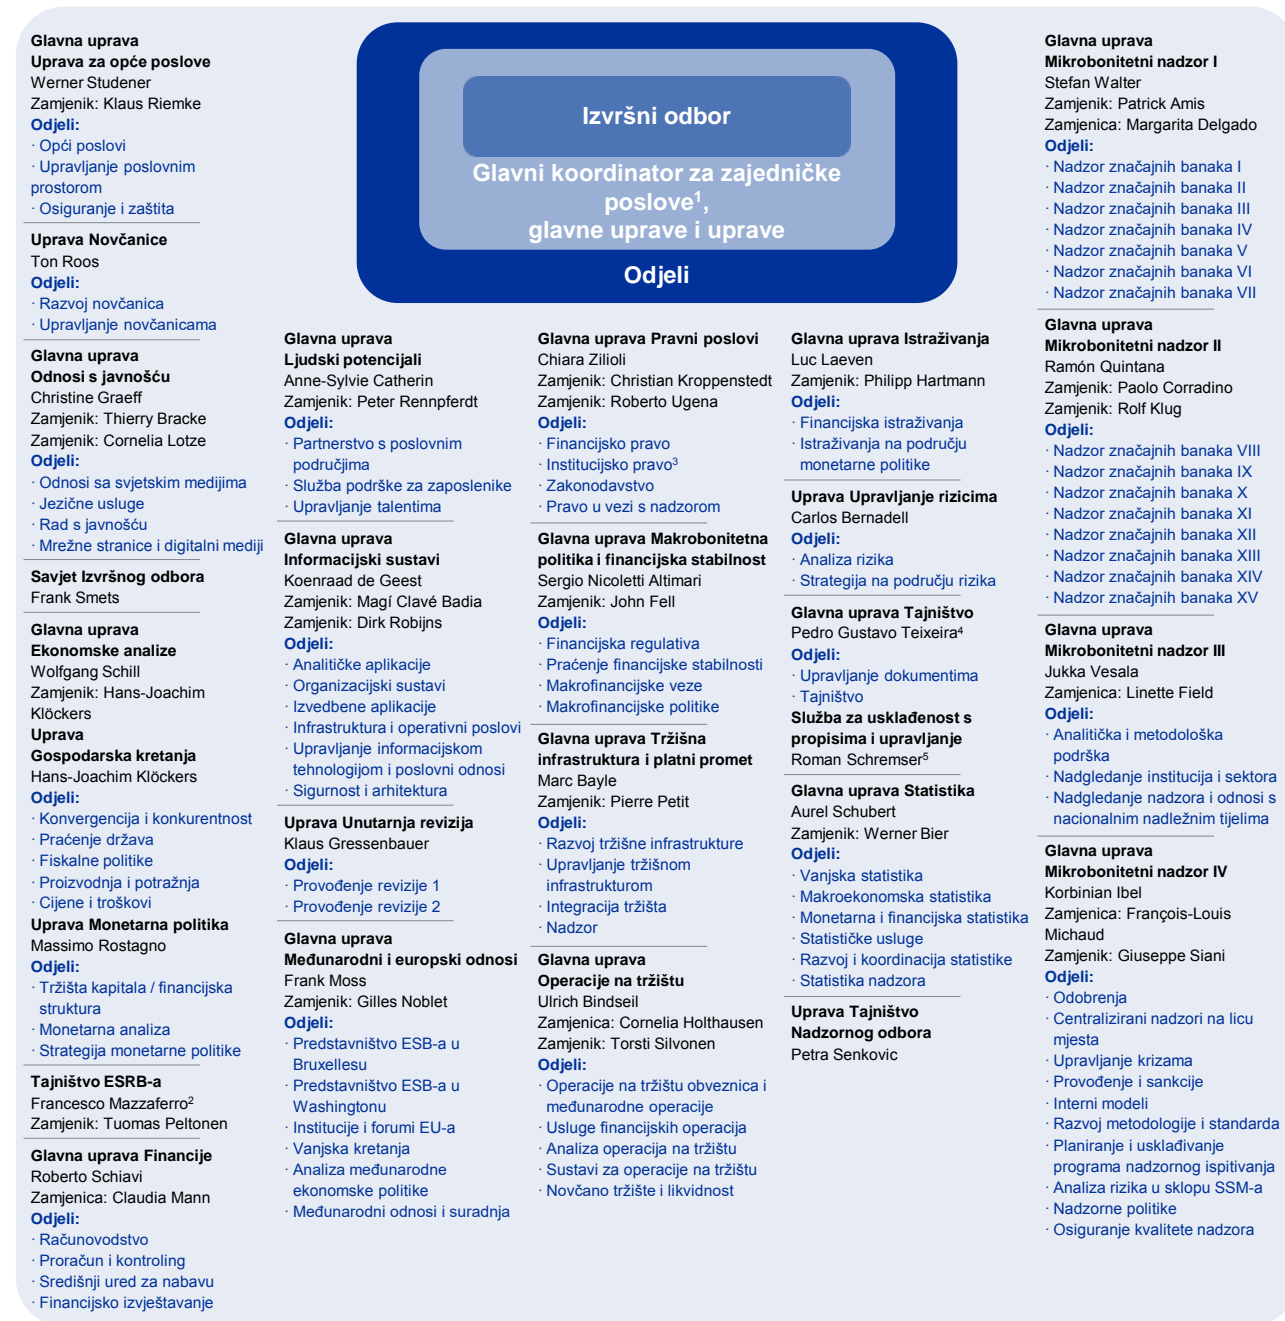 Glavna uprava
Uprava za opće poslove
Werner Studener
Zamjenik: Klaus Riemke
Odjeli:
· Opći poslovi
· Upravljanje poslovnim
prostorom
· Osiguranje i zaštita
Uprava Novčanice
Ton Roos
Odjeli:
· Razvoj novčanica
· Upravljanje novčanicama
Glavna uprava
Odnosi s javnošću
Christine Graeff
Zamjenik: Thierry Bracke
Zamjenik: Cornelia Lotze
Odjeli:
· Odnosi sa svjetskim medijima
· Jezične usluge
· Rad s javnošću
· Mrežne stranice i digitalni mediji
Savjet Izvršnog odbora
Frank Smets
Glavna uprava
Ekonomske analize
Wolfgang Schill
Zamjenik: Hans-Joachim
Klöckers
Uprava
Gospodarska kretanja
Hans-Joachim Klöckers
Odjeli:
· Konvergencija i konkurentnost
· Praćenje država
· Fiskalne politike
· Proizvodnja i potražnja
· Cijene i troškovi
Uprava Monetarna politika
Massimo Rostagno
Odjeli:
· Tržišta kapitala / financijska
struktura
· Monetarna analiza
· Strategija monetarne politike
Tajništvo ESRB-a
Francesco Mazzaferro²
Zamjenik: Tuomas Peltonen
Glavna uprava Financije
Roberto Schiavi
Zamjenica: Claudia Mann
Odjeli:
· Računovodstvo
· Proračun i kontroling
· Središnji ured za nabavu
· Financijsko izvještavanje
Izvršni odbor
Glavni koordinator za zajedničke
poslove¹,
glavne uprave i uprave
Odjeli
Glavna uprava
Ljudski potencijali
Anne-Sylvie Catherin
Zamjenik: Peter Rennpferdt
Odjeli:
· Partnerstvo s poslovnim
područjima
· Služba podrške za zaposlenike
· Upravljanje talentima
Glavna uprava
Informacijski sustavi
Koenraad de Geest
Zamjenik: Magí Clavé Badia
Zamjenik: Dirk Robijns
Odjeli:
· Analitičke aplikacije
· Organizacijski sustavi
· Izvedbene aplikacije
· Infrastruktura i operativni poslovi
· Upravljanje informacijskom
tehnologijom i poslovni odnosi
· Sigurnost i arhitektura
Uprava Unutarnja revizija
Klaus Gressenbauer
Odjeli:
· Provođenje revizije 1
· Provođenje revizije 2
Glavna uprava
Međunarodni i europski odnosi
Frank Moss
Zamjenik: Gilles Noblet
Odjeli:
· Predstavništvo ESB-a u
Bruxellesu
· Predstavništvo ESB-a u
Washingtonu
· Institucije i forumi EU-a
· Vanjska kretanja
· Analiza međunarodne
ekonomske politike
· Međunarodni odnosi i suradnja
Glavna uprava Pravni poslovi
Chiara Zilioli
Zamjenik: Christian Kroppenstedt
Zamjenik: Roberto Ugena
Odjeli:
· Financijsko pravo
· Institucijsko pravo³
· Zakonodavstvo
· Pravo u vezi s nadzorom
Glavna uprava Makrobonitetna
politika i financijska stabilnost
Sergio Nicoletti Altimari
Zamjenik: John Fell
Odjeli:
· Financijska regulativa
· Praćenje financijske stabilnosti
· Makrofinancijske veze
· Makrofinancijske politike
Glavna uprava Tržišna
infrastruktura i platni promet
Marc Bayle
Zamjenik: Pierre Petit
Odjeli:
· Razvoj tržišne infrastrukture
· Upravljanje tržišnom
infrastrukturom
· Integracija tržišta
· Nadzor
Glavna uprava
Operacije na tržištu
Ulrich Bindseil
Zamjenica: Cornelia Holthausen
Zamjenik: Torsti Silvonen
Odjeli:
· Operacije na tržištu obveznica i
međunarodne operacije
· Usluge financijskih operacija
· Analiza operacija na tržištu
· Sustavi za operacije na tržištu
· Novčano tržište i likvidnost
Glavna uprava Istraživanja
Luc Laeven
Zamjenik: Philipp Hartmann
Odjeli:
· Financijska istraživanja
· Istraživanja na području
monetarne politike
Uprava Upravljanje rizicima
Carlos Bernadell
Odjeli:
· Analiza rizika
· Strategija na području rizika
Glavna uprava Tajništvo
Pedro Gustavo Teixeira⁴
Odjeli:
· Upravljanje dokumentima
· Tajništvo
Služba za usklađenost s
propisima i upravljanje
Roman Schremser⁵
Glavna uprava Statistika
Aurel Schubert
Zamjenik: Werner Bier
Odjeli:
· Vanjska statistika
· Makroekonomska statistika
· Monetarna i financijska statistika
· Statističke usluge
· Razvoj i koordinacija statistike
· Statistika nadzora
Uprava Tajništvo
Nadzornog odbora
Petra Senkovic
Glavna uprava
Mikrobonitetni nadzor I
Stefan Walter
Zamjenik: Patrick Amis
Zamjenica: Margarita Delgado
Odjeli:
· Nadzor značajnih banaka I
· Nadzor značajnih banaka II
· Nadzor značajnih banaka III
· Nadzor značajnih banaka IV
· Nadzor značajnih banaka V
· Nadzor značajnih banaka VI
· Nadzor značajnih banaka VII
Glavna uprava
Mikrobonitetni nadzor II
Ramón Quintana
Zamjenik: Paolo Corradino
Zamjenik: Rolf Klug
Odjeli:
· Nadzor značajnih banaka VIII
· Nadzor značajnih banaka IX
· Nadzor značajnih banaka X
· Nadzor značajnih banaka XI
· Nadzor značajnih banaka XII
· Nadzor značajnih banaka XIII
· Nadzor značajnih banaka XIV
· Nadzor značajnih banaka XV
Glavna uprava
Mikrobonitetni nadzor III
Jukka Vesala
Zamjenica: Linette Field
Odjeli:
· Analitička i metodološka
podrška
· Nadgledanje institucija i sektora
· Nadgledanje nadzora i odnosi s
nacionalnim nadležnim tijelima
Glavna uprava
Mikrobonitetni nadzor IV
Korbinian Ibel
Zamjenica: François-Louis
Michaud
Zamjenik: Giuseppe Siani
Odjeli:
· Odobrenja
· Centralizirani nadzori na licu
mjesta
· Upravljanje krizama
· Provođenje i sankcije
· Interni modeli
· Razvoj metodologije i standarda
· Planiranje i usklađivanje
programa nadzornog ispitivanja
· Analiza rizika u sklopu SSM-a
· Nadzorne politike
· Osiguranje kvalitete nadzora